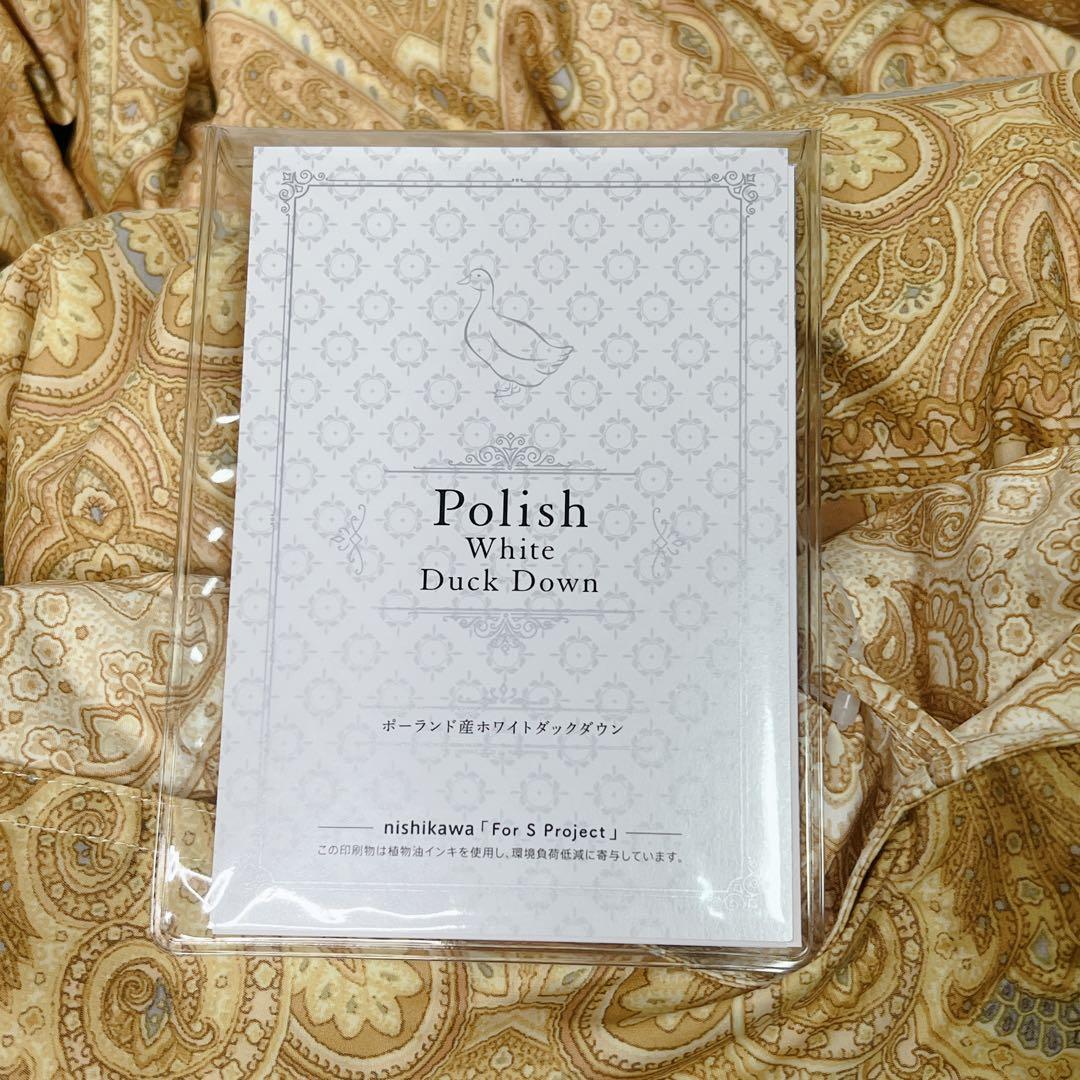 Polish
White
Duck Down
ポーランド産ホワイトダックダウン
nishikawa「For S Project」
この印刷物は植物油インキを使用し、環境負荷低減に寄与しています。